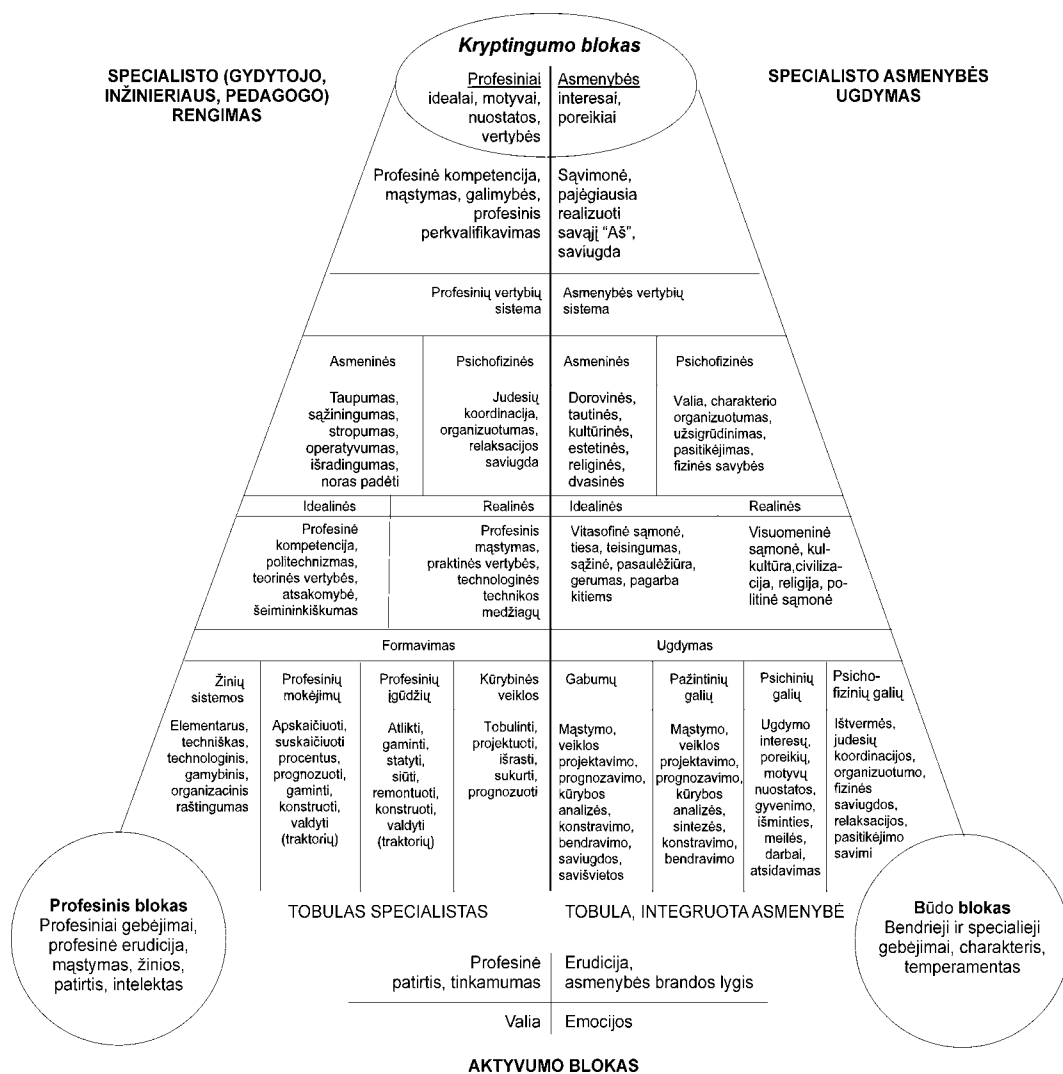 Kryptingumo blokas
SPECIALISTO (GYDYTOJO,
INŽINIERIAUS, PEDAGOGO)
RENGIMAS
Profesiniai
idealai, motyvai,
nuostatos,
vertybės
Asmenybės
interesai,
poreikiai
SPECIALISTO ASMENYBĖS
UGDYMAS
Profesinė kompetencija,
mąstymas, galimybės,
profesinis
perkvalifikavimas
Sąvimonė,
pajėgiausia
realizuoti
savąjį "Aš",
saviugda
Profesinių vertybių
sistema
Asmenybės vertybių
sistema
Asmeninės
Taupumas,
sąžiningumas,
stropumas,
operatyvumas,
išradingumas,
noras padėti
Psichofizinės
Judesių
koordinacija,
organizuotumas,
relaksacijos
saviugda
Asmeninės
Dorovinės,
tautinės,
kultūrinės,
estetinės,
religinės,
dvasinės
Psichofizinės
Valia, charakterio
organizuotumas,
užsigrūdinimas,
pasitikėjimas,
fizinės savybės
Idealinės
Realinės
Idealinės
Realinės
Profesinė
kompetencija,
politechnizmas,
teorinės vertybės,
atsakomybė,
šeimininkiškumas
Profesinis
mąstymas,
praktinės vertybės,
technologinės
technikos
medžiagų
Vitasofinė sąmonė,
tiesa, teisingumas,
sąžinė, pasaulėžiūra,
gerumas, pagarba
kitiems
Visuomeninė
sąmonė, kul-
kultūra,civiliza-
cija, religija, po-
litinė sąmonė
Formavimas
Ugdymas
Žinių
sistemos
Elementarus,
techniškas,
technologinis,
gamybinis,
organizacinis
raštingumas
Profesinių
mokėjimų
Apskaičiuoti,
suskaičiuoti
procentus,
prognozuoti,
gaminti,
konstruoti,
valdyti
(traktorių)
Profesinių
įgūdžių
Atlikti,
gaminti,
statyti,
siūti,
remontuoti,
konstruoti,
valdyti
(traktorių)
Kūrybinės
veiklos
Tobulinti,
projektuoti,
išrasti,
sukurti,
prognozuoti
Gabumų
Mąstymo,
veiklos
projektavimo,
prognozavimo,
kūrybos
analizės,
konstravimo,
bendravimo,
saviugdos,
savišvietos
Pažintinių
galių
Mąstymo,
veiklos
projektavimo,
prognozavimo,
kūrybos
analizės,
sintezės,
konstravimo,
bendravimo
Psichinių
galių
Ugdymo
interesų,
poreikių,
motyvų
nuostatos,
gyvenimo,
išminties,
meilės,
darbai,
atsidavimas
Psicho-
fizinių galių
Ištvermės,
judesių
koordinacijos,
organizuotumo,
fizinės
saviugdos,
relaksacijos,
pasitikėjimo
savimi
Profesinis blokas
Profesiniai gebėjimai,
profesinė erudicija,
mąstymas, žinios,
patirtis, intelektas
TOBULAS SPECIALISTAS
TOBULA, INTEGRUOTA ASMENYBĖ
Būdo blokas
Bendrieji ir specialieji
gebėjimai, charakteris,
temperamentas
Profesinė
patirtis, tinkamumas
Erudicija,
asmenybės brandos lygis
Valia
Emocijos
AKTYVUMO BLOKAS